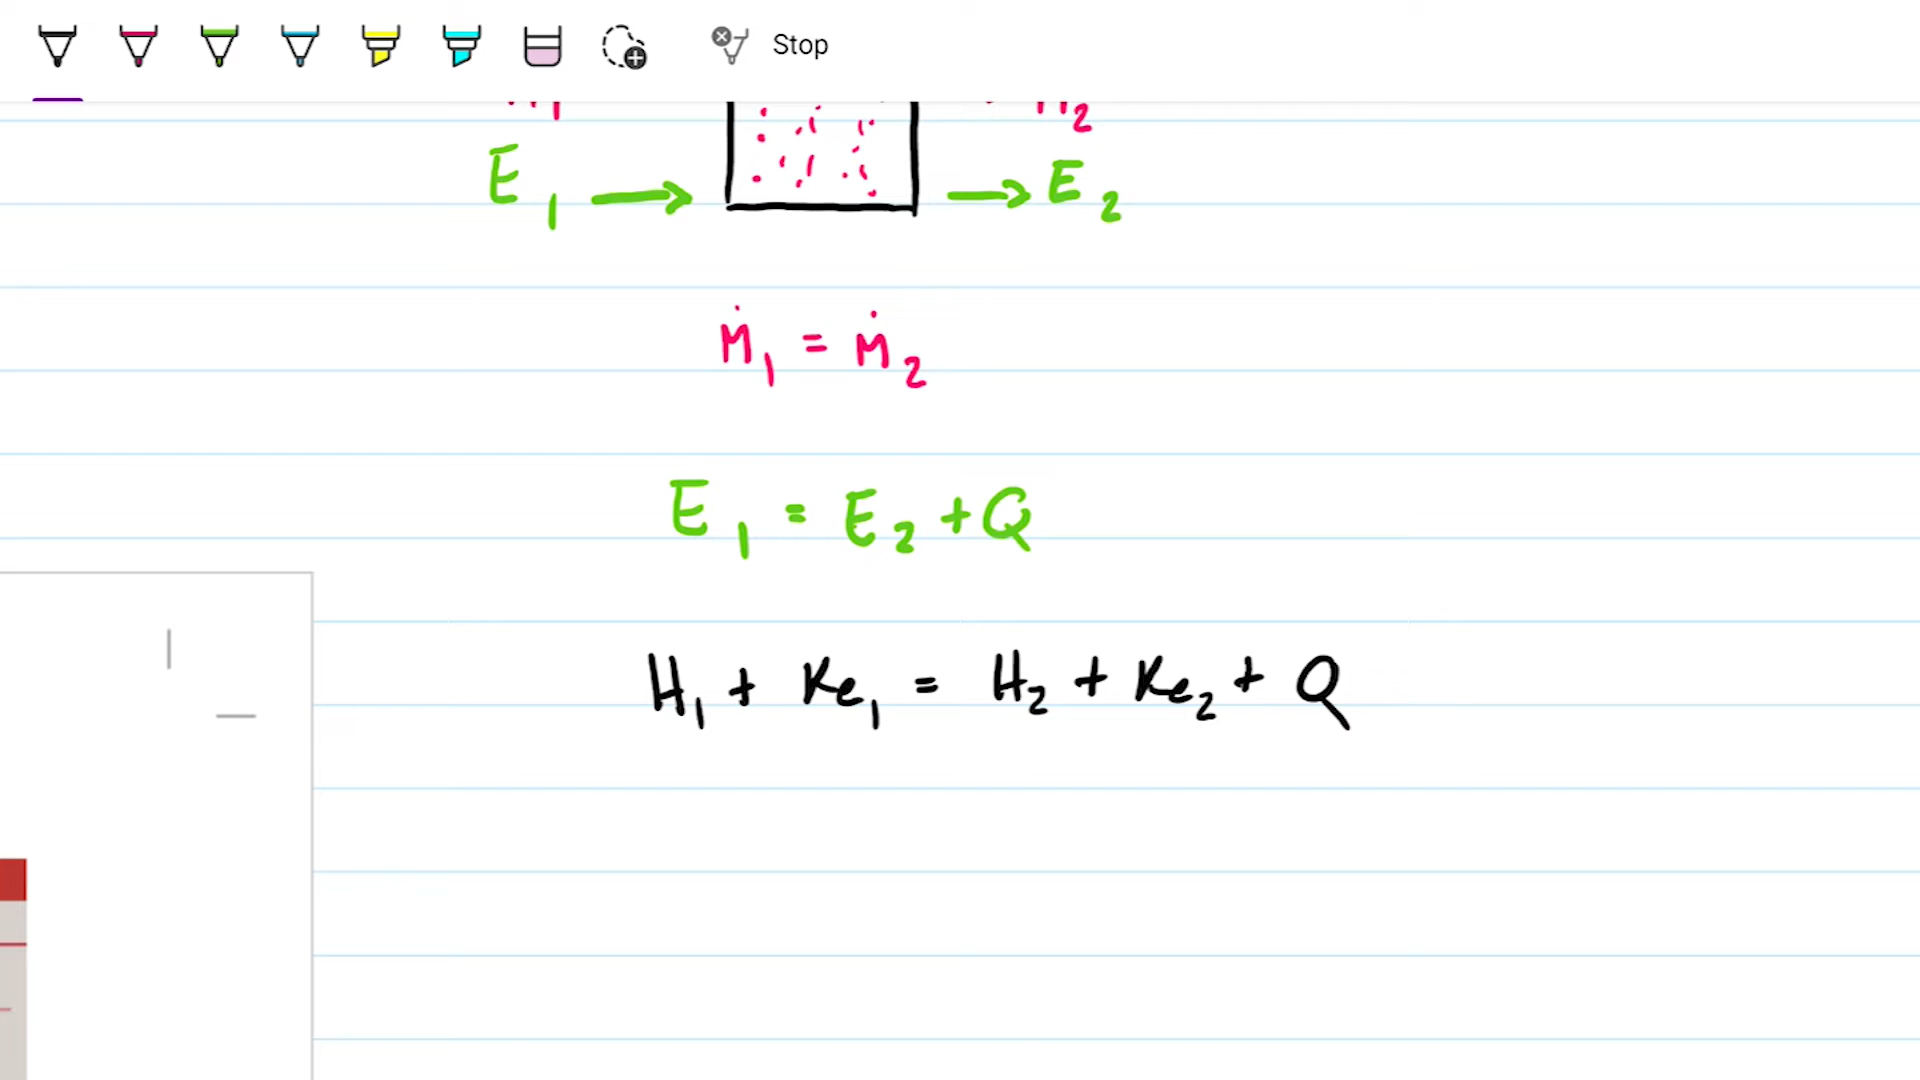 Stop
E₁ → → E₂
Ṁ₁ = Ṁ₂
E₁ = E₂ + Q
H₁ + Ke₁ = H₂ + Ke₂ + Q